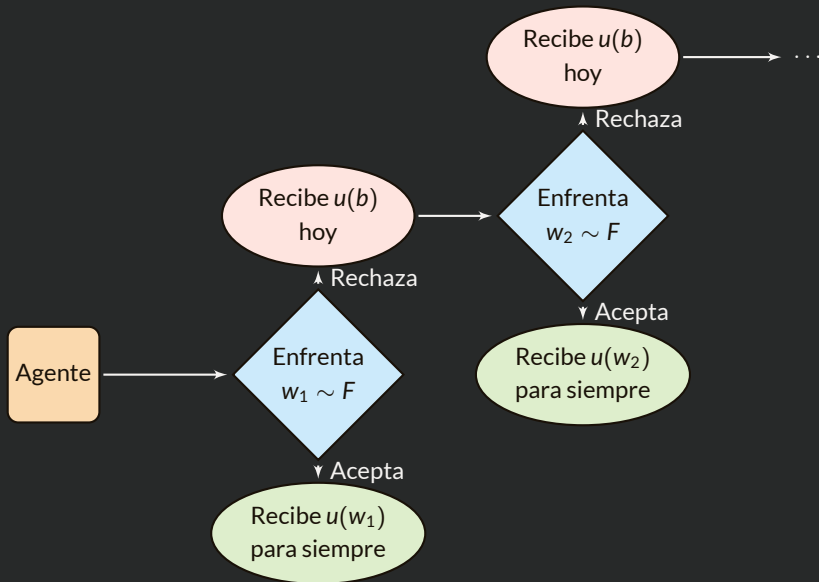 Recibe u(b)
hoy
...
Rechaza
Recibe u(b)
hoy
Enfrenta
w₂ ∼ F
Rechaza
Acepta
Agente
Enfrenta
w₁ ∼ F
Recibe u(w₂)
para siempre
Acepta
Recibe u(w₁)
para siempre